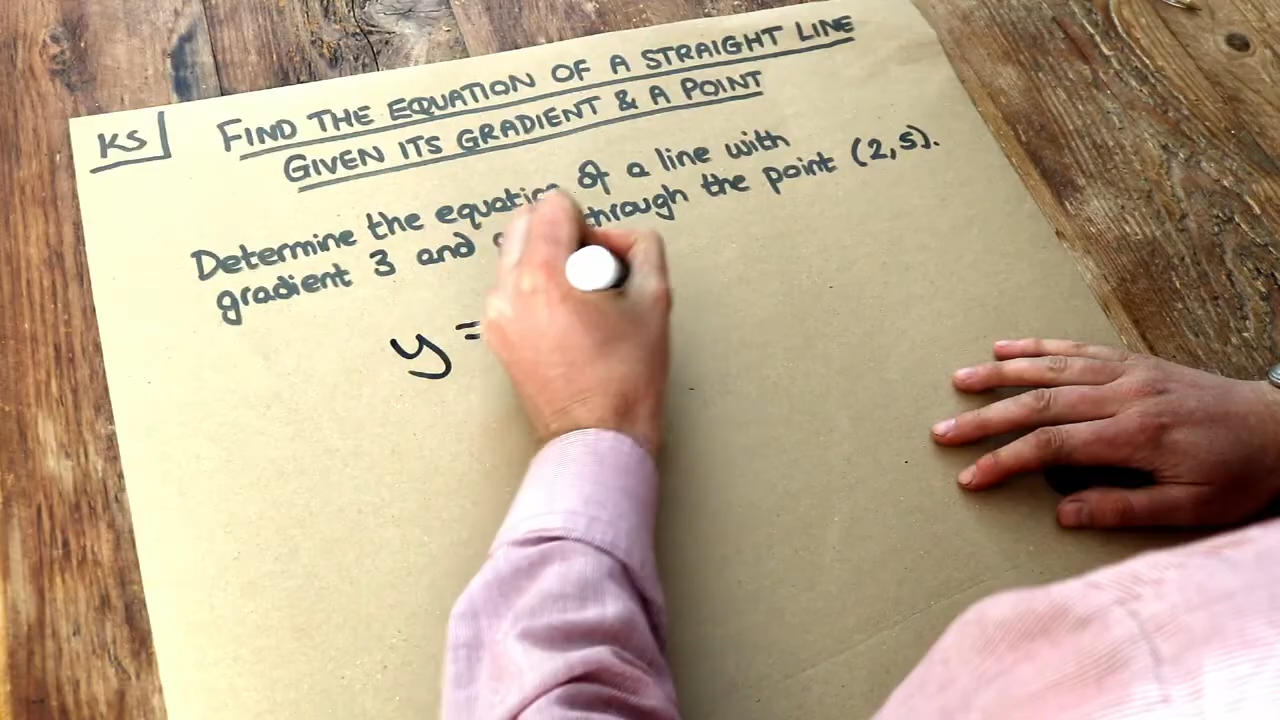 KS
FIND THE EQUATION OF A STRAIGHT LINE
GIVEN ITS GRADIENT & A POINT
Determine the equation of a line with
gradient 3 and through the point (2,5).
y =